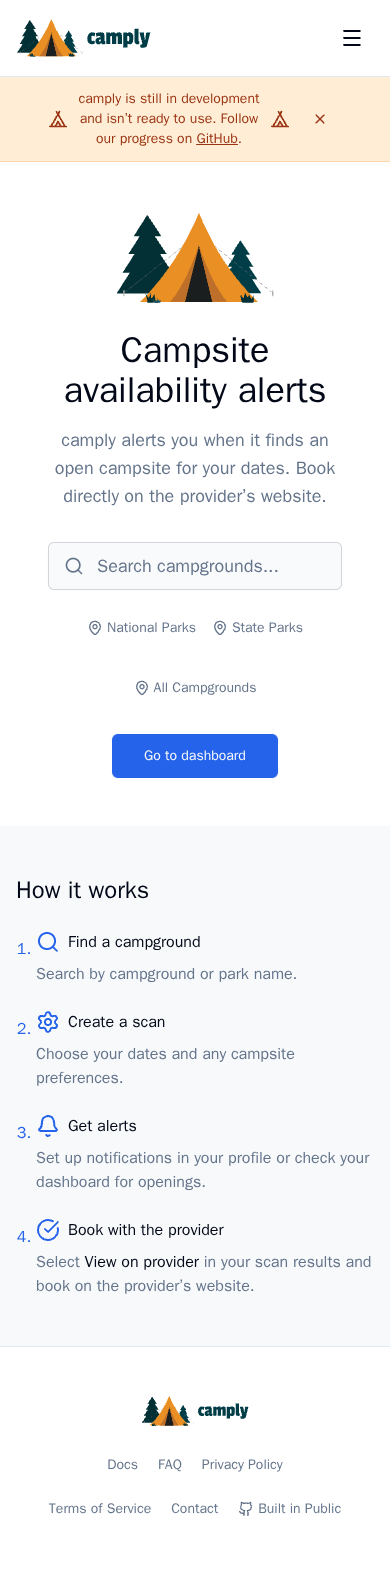 camply
camply is still in development
and isn't ready to use. Follow
our progress on GitHub.
Campsite
availability alerts
camply alerts you when it finds an
open campsite for your dates. Book
directly on the provider's website.
Search campgrounds...
National Parks State Parks
All Campgrounds
Go to dashboard
How it works
1. Find a campground
Search by campground or park name.
2. Create a scan
Choose your dates and any campsite
preferences.
3. Get alerts
Set up notifications in your profile or check your
dashboard for openings.
4. Book with the provider
Select View on provider in your scan results and
book on the provider's website.
camply
Docs FAQ Privacy Policy
Terms of Service Contact Built in Public